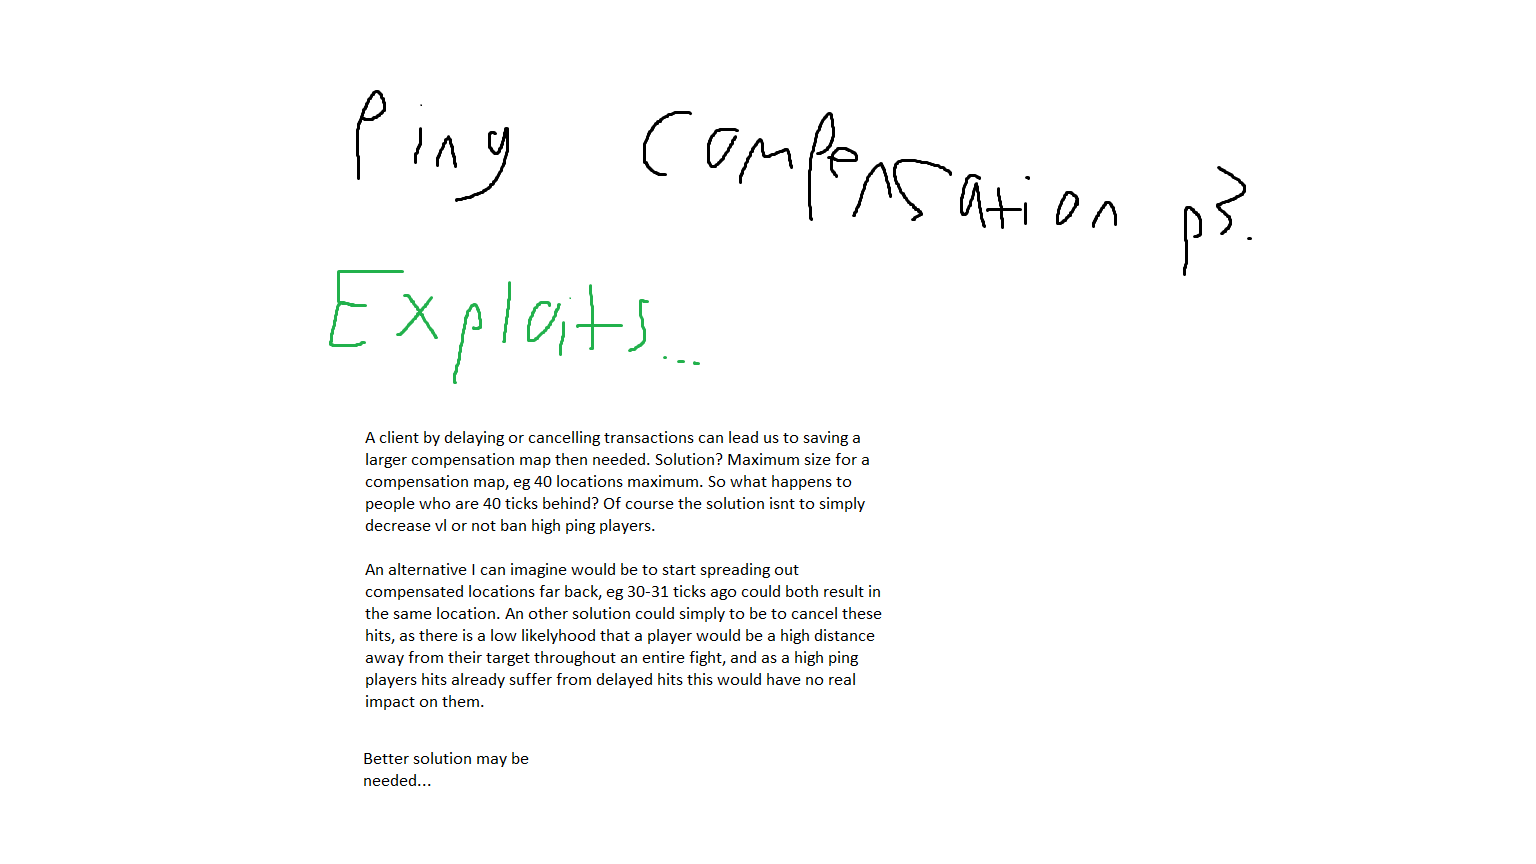 Ping Compensation p3.
Exploits...
A client by delaying or cancelling transactions can lead us to saving a
larger compensation map then needed. Solution? Maximum size for a
compensation map, eg 40 locations maximum. So what happens to
people who are 40 ticks behind? Of course the solution isnt to simply
decrease vl or not ban high ping players.
An alternative I can imagine would be to start spreading out
compensated locations far back, eg 30-31 ticks ago could both result in
the same location. An other solution could simply to be to cancel these
hits, as there is a low likelyhood that a player would be a high distance
away from their target throughout an entire fight, and as a high ping
players hits already suffer from delayed hits this would have no real
impact on them.
Better solution may be
needed...